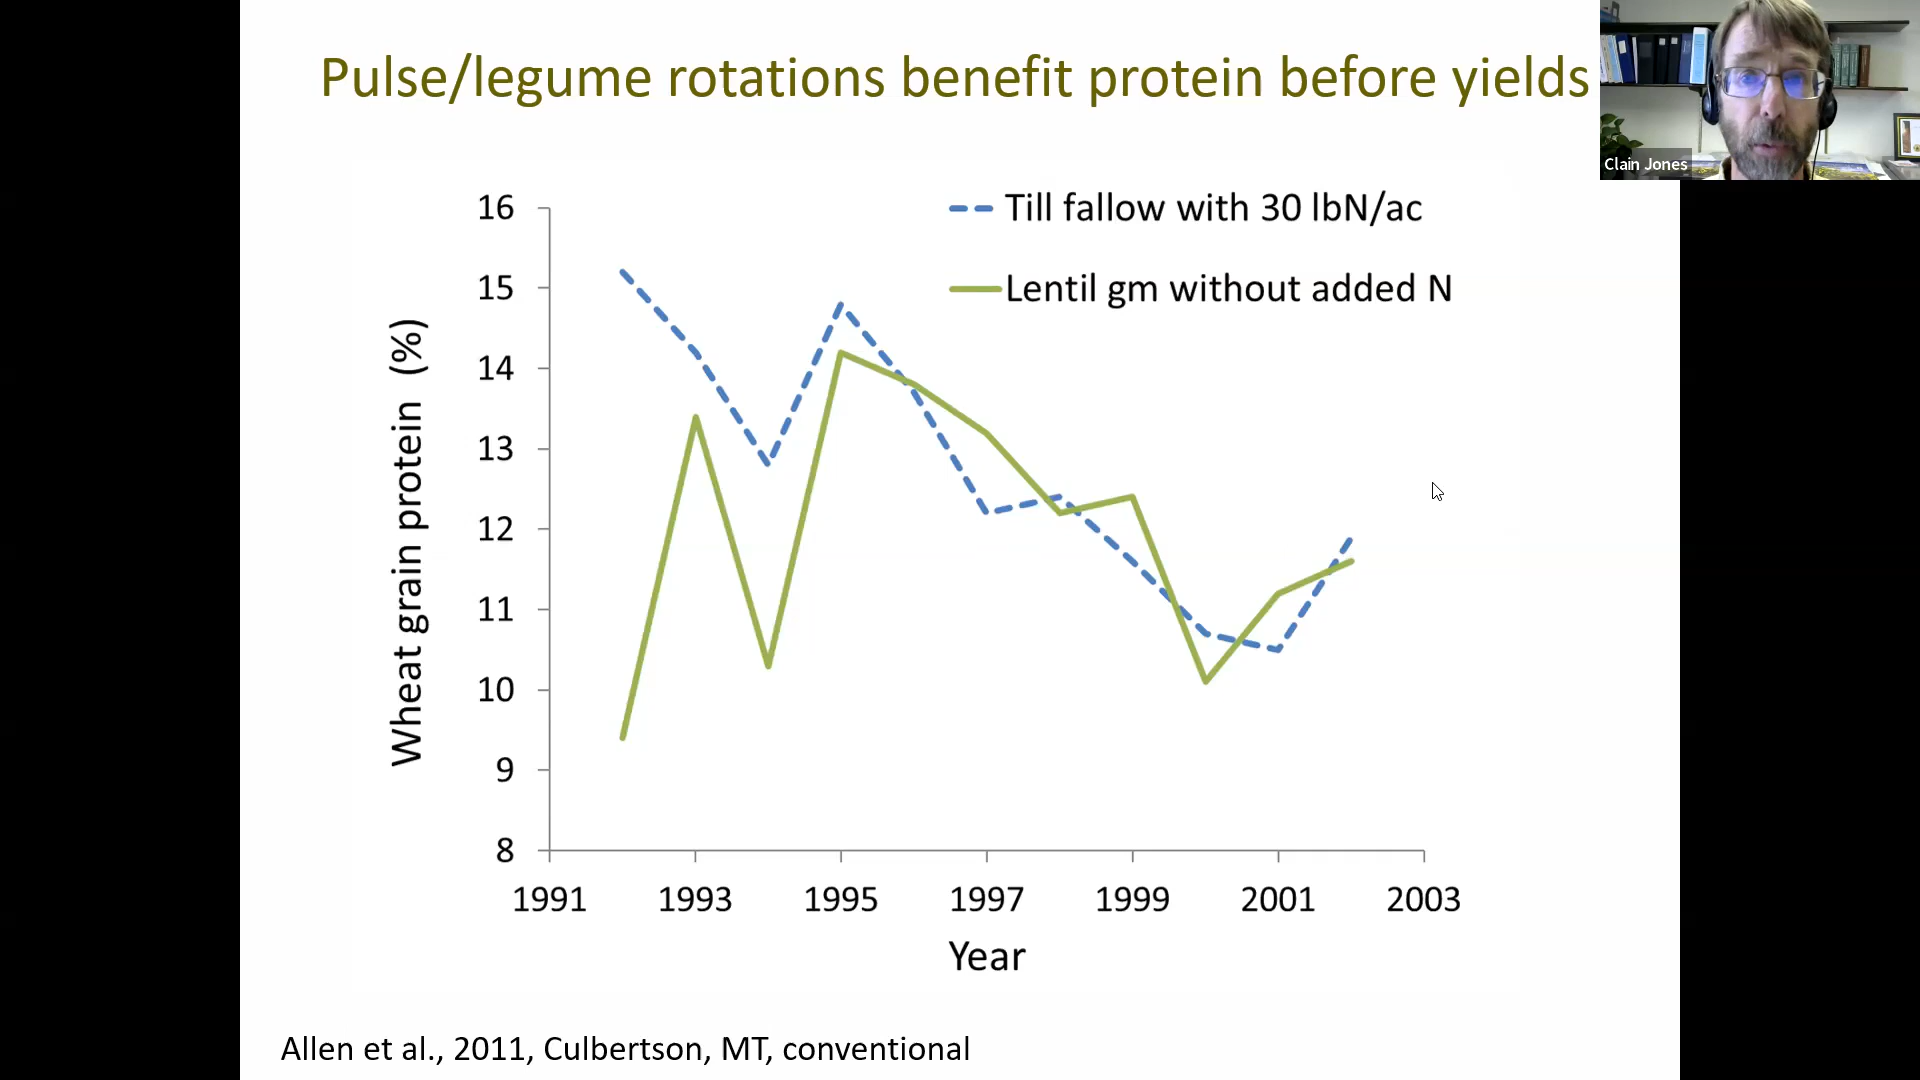 Pulse/legume rotations benefit protein before yields
Clain Jones
Till fallow with 30 lbN/ac
Lentil gm without added N
Wheat grain protein (%)
16
15
14
13
12
11
10
9
8
1991 1993 1995 1997 1999 2001 2003
Year
Allen et al., 2011, Culbertson, MT, conventional